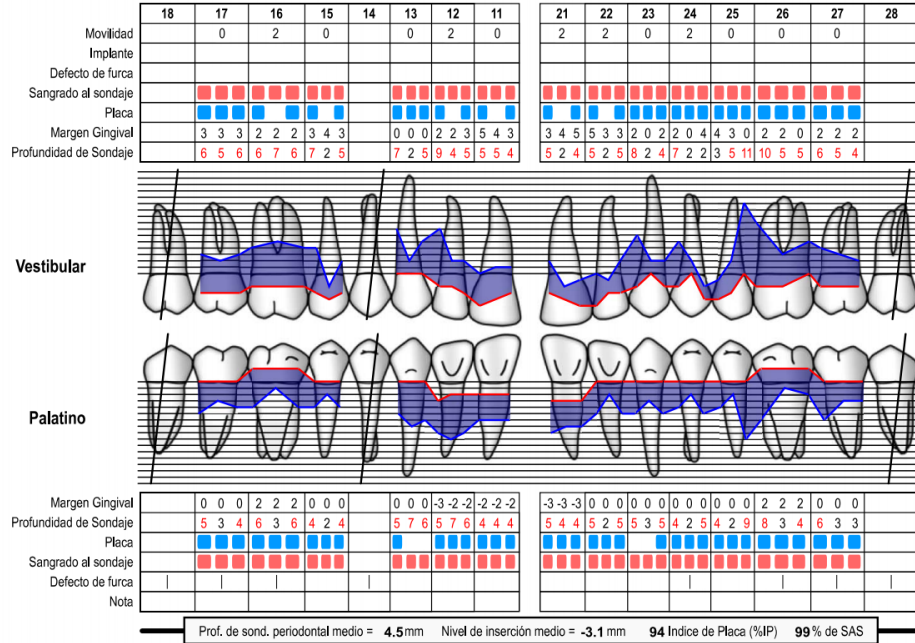 18 17 16 15 14 13 12 11 21 22 23 24 25 26 27 28
Movilidad 0 2 0 0 2 0 2 2 0 2 0 0 0
Implante
Defecto de furca
Sangrado al sondaje
Placa
Margen Gingival 3 3 3 2 2 2 3 4 3 0 0 0 2 2 3 5 4 3 3 4 5 5 3 3 2 0 2 2 0 4 4 3 0 2 2 0 2 2 2
Profundidad de Sondaje 6 5 6 6 7 6 7 2 5 7 2 5 9 4 5 5 5 4 5 2 4 5 2 5 8 2 4 7 2 2 3 5 11 10 5 5 6 5 4
Vestibular
Palatino
Margen Gingival 0 0 0 2 2 2 0 0 0 0 0 0 -3 -2 -2 -2 -2 -2 -3 -3 -3 0 0 0 0 0 0 0 0 0 0 0 0 2 2 2 0 0 0
Profundidad de Sondaje 5 3 4 6 3 6 4 2 4 5 7 6 5 7 6 4 4 4 5 4 4 5 2 5 5 3 5 4 2 5 4 2 9 8 3 4 6 3 3
Placa
Sangrado al sondaje
Defecto de furca
Nota
Prof. de sond. periodontal medio = 4.5 mm Nivel de inserción medio = -3.1 mm 94 Indice de Placa (%IP) 99 % de SAS